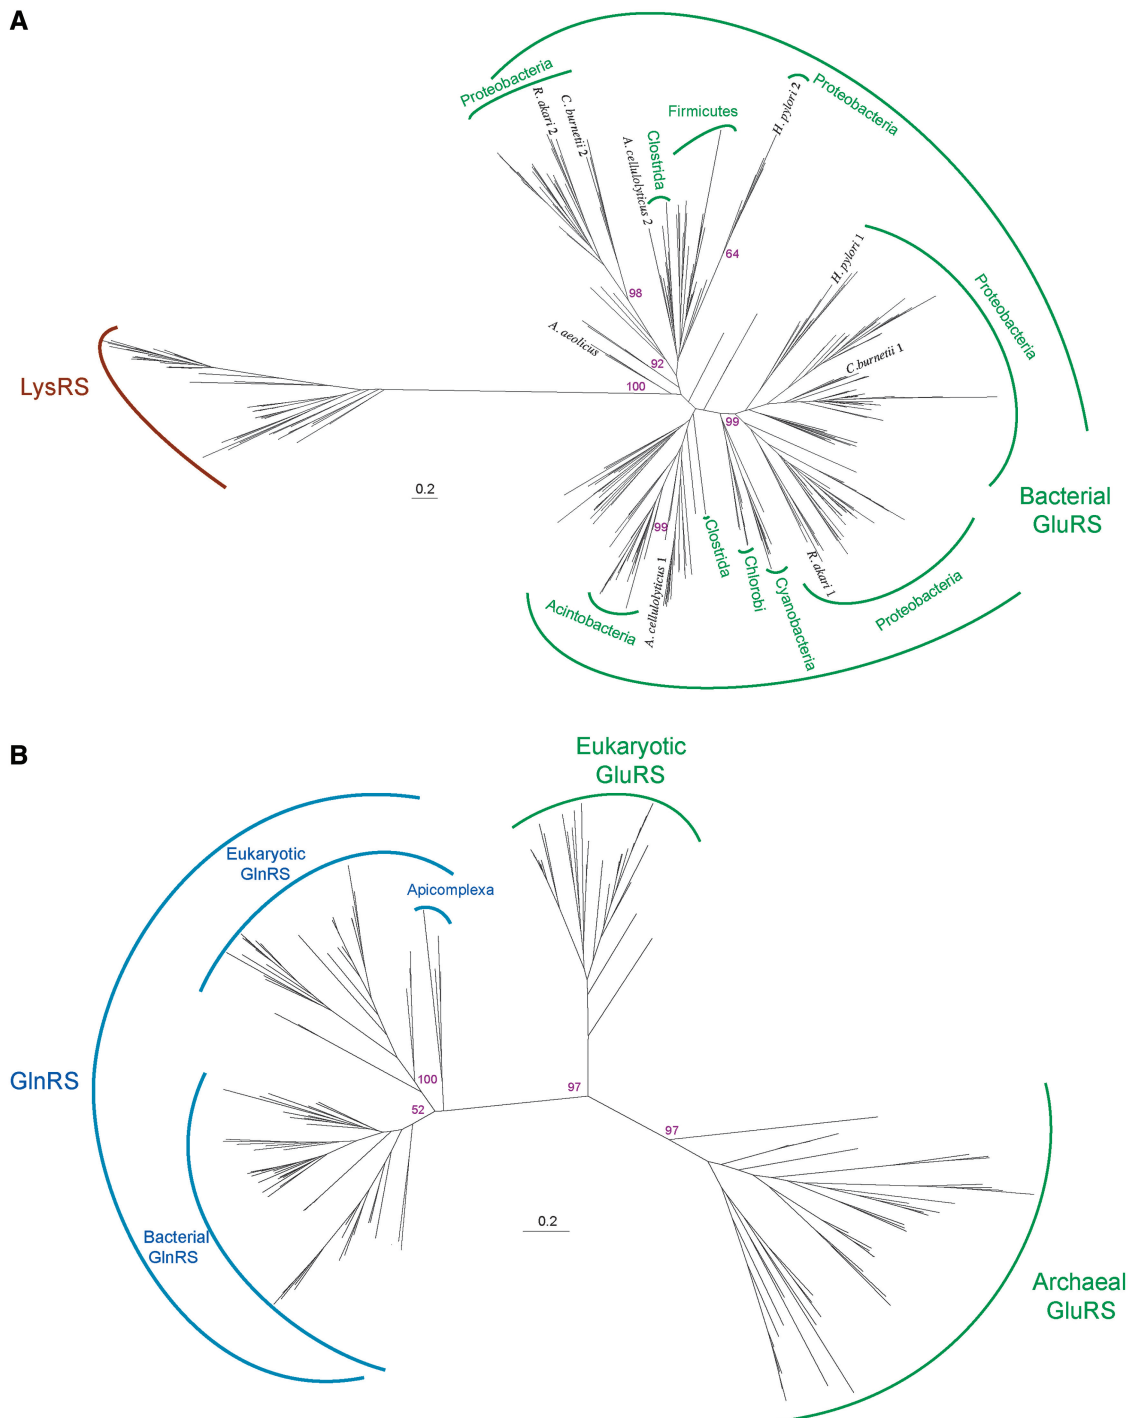 A
Proteobacteria
R. akari 2
C. burnetii 2
A. cellulolyticus 2
Clostrida
Firmicutes
H. pylori 2
Proteobacteria
64
H. pylori 1
Proteobacteria
98
A. aeolicus
92
100
C.burnetii 1
LysRS
99
0.2
Bacterial
GluRS
99
Clostrida
Chlorobi
Cyanobacteria
R. akari 1
Proteobacteria
Acintobacteria
A. cellulolyticus 1
B
Eukaryotic
GluRS
Eukaryotic
GlnRS
Apicomplexa
GlnRS
100
52
97
97
0.2
Bacterial
GlnRS
Archaeal
GluRS